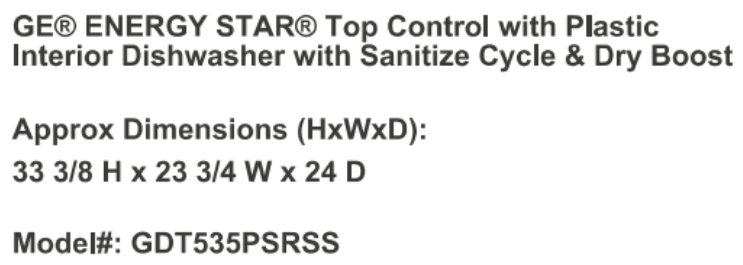 GE® ENERGY STAR® Top Control with Plastic
Interior Dishwasher with Sanitize Cycle & Dry Boost
Approx Dimensions (HxWxD):
33 3/8 H x 23 3/4 W x 24 D
Model#: GDT535PSRSS